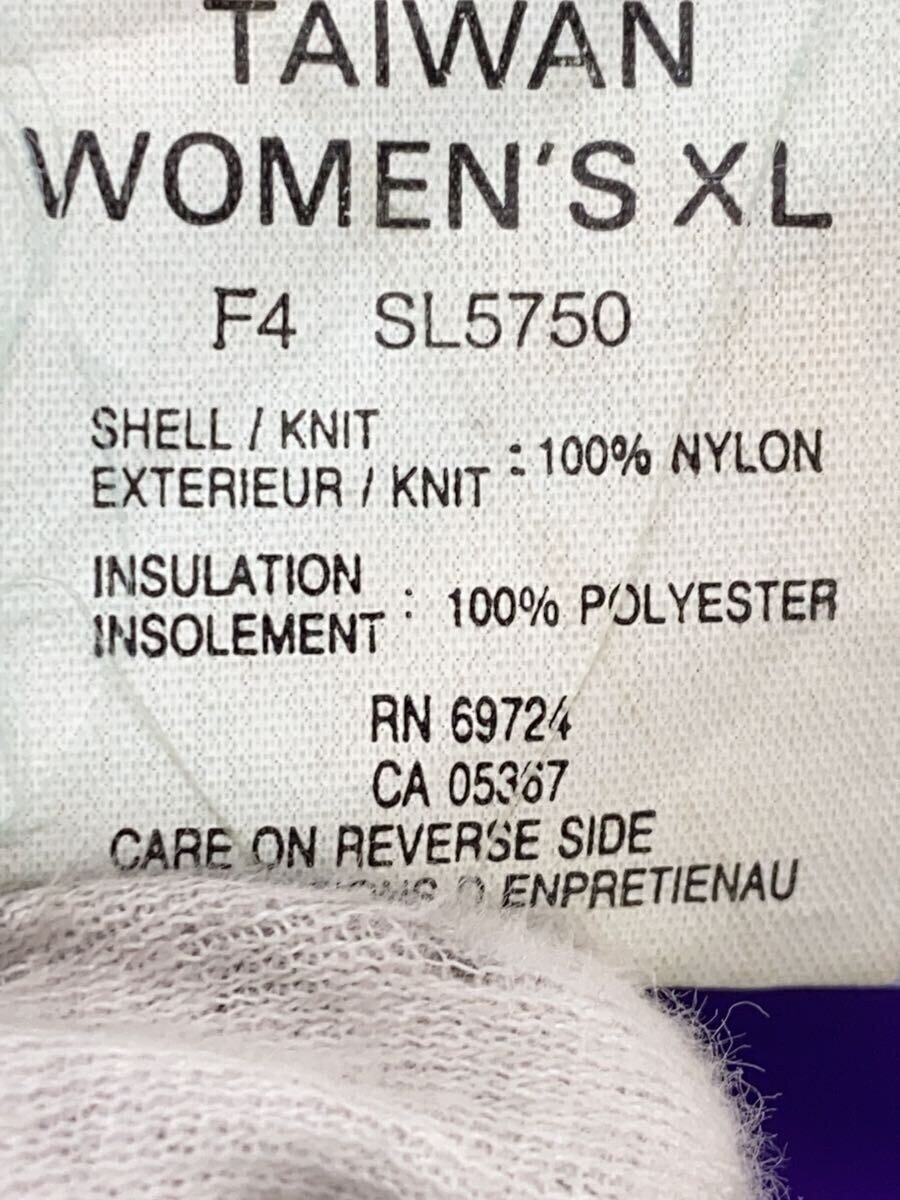 TAIWAN
WOMEN'S XL
F4 SL5750
SHELL / KNIT
EXTERIEUR / KNIT : 100% NYLON
INSULATION
INSOLEMENT : 100% POLYESTER
RN 69724
CA 05367
CARE ON REVERSE SIDE
D ENPRETIENAU